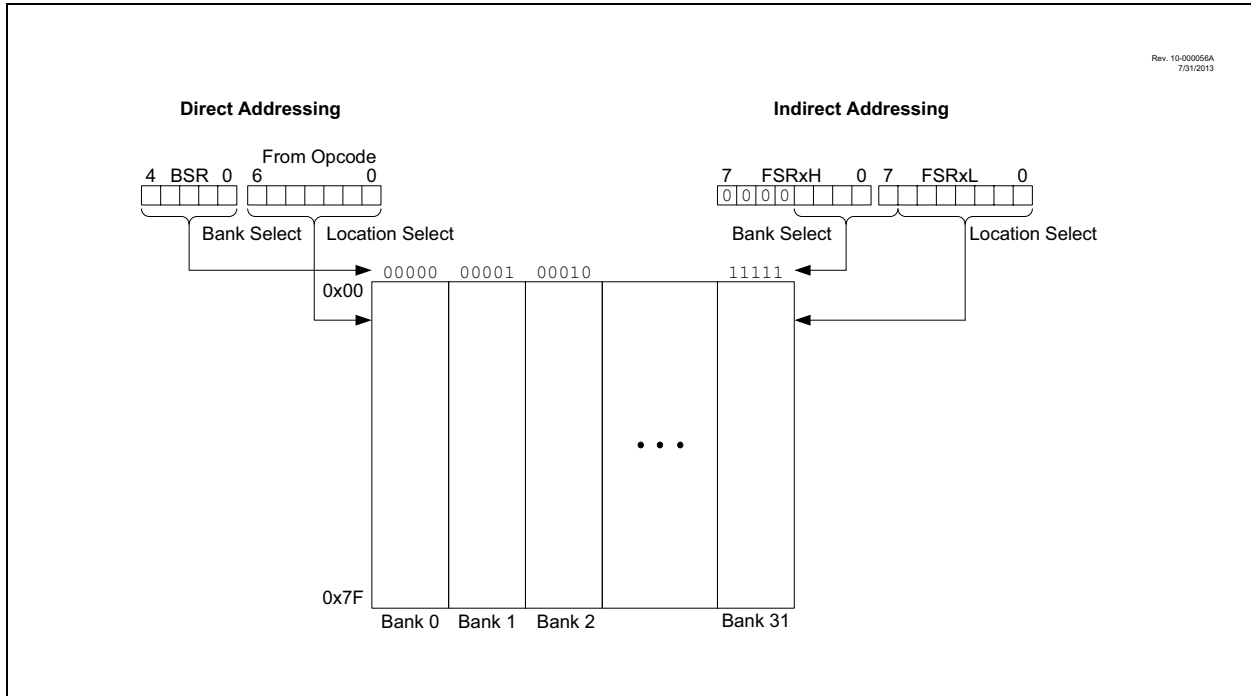 Rev. 10-000056A
7/31/2013
Direct Addressing
Indirect Addressing
From Opcode
4 BSR 0 6 0
7 FSRxH 0 7 FSRxL 0
0 0 0 0
Bank Select Location Select
Bank Select Location Select
00000 00001 00010 11111
0x00
0x7F
Bank 0 Bank 1 Bank 2 Bank 31